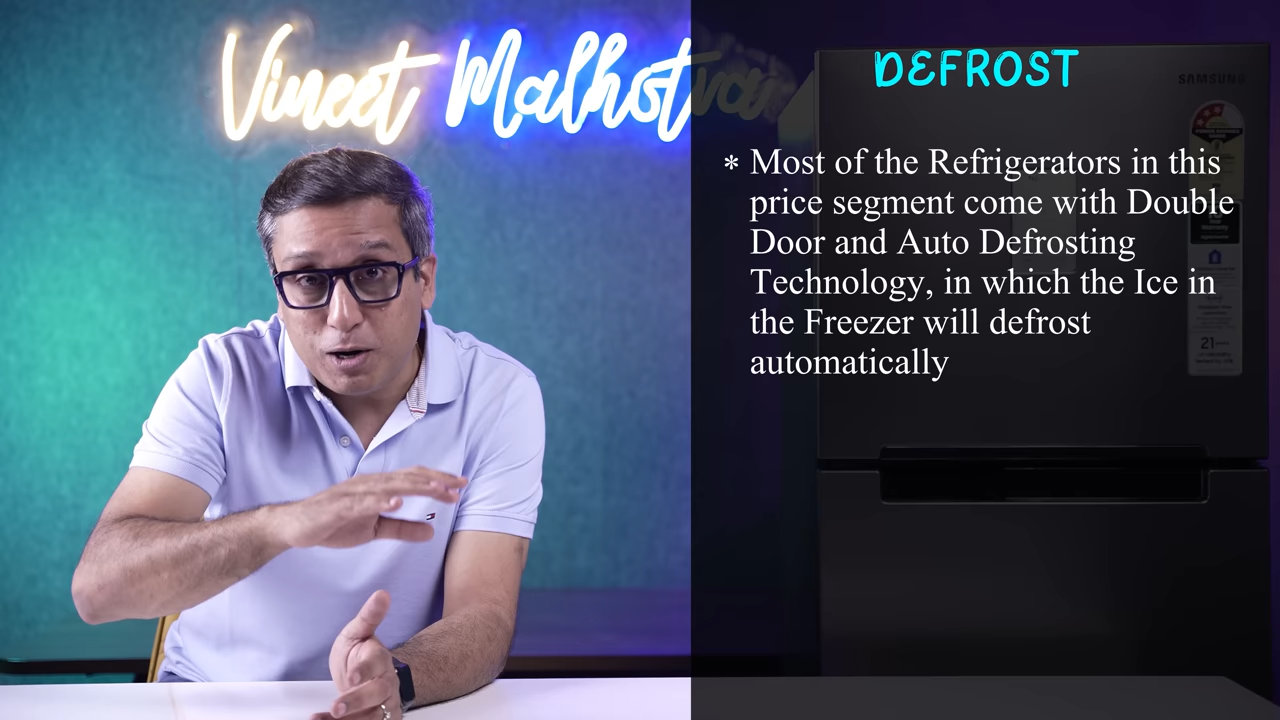 Vineet Malhotra
DEFROST
SAMSUNG
* Most of the Refrigerators in this
price segment come with Double
Door and Auto Defrosting
Technology, in which the Ice in
the Freezer will defrost
automatically
21